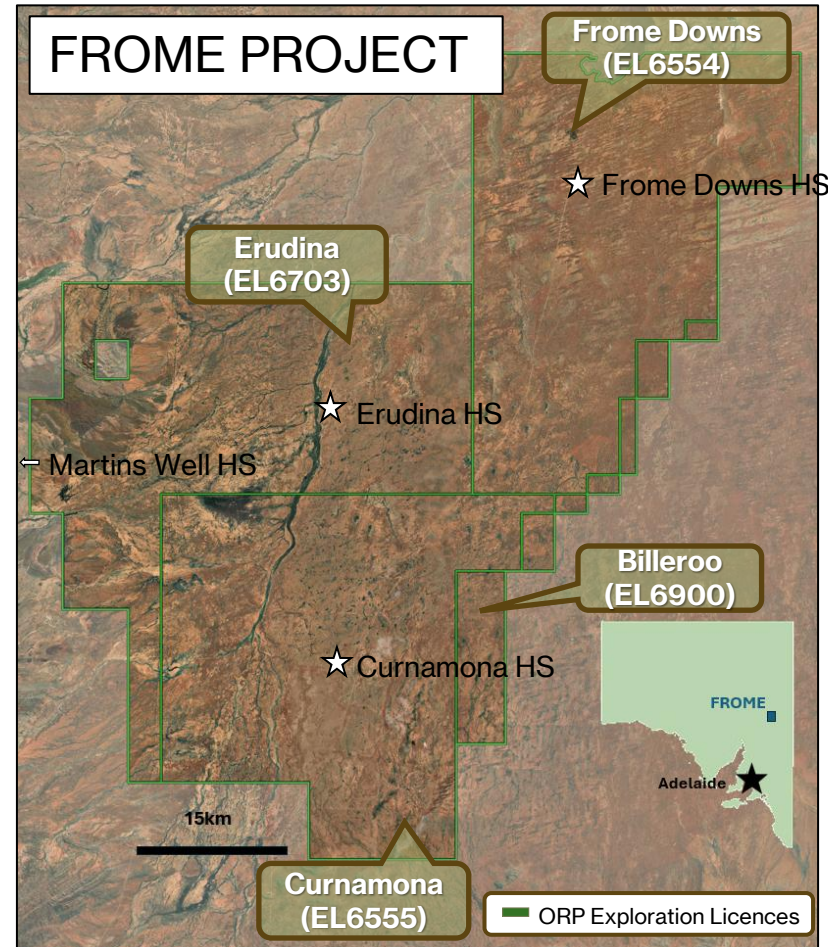 FROME PROJECT
Frome Downs
(EL6554)
Frome Downs HS
Erudina
(EL6703)
Erudina HS
Martins Well HS
Billeroo
(EL6900)
Curnamona HS
FROME
Adelaide
15km
Curnamona
(EL6555)
ORP Exploration Licences